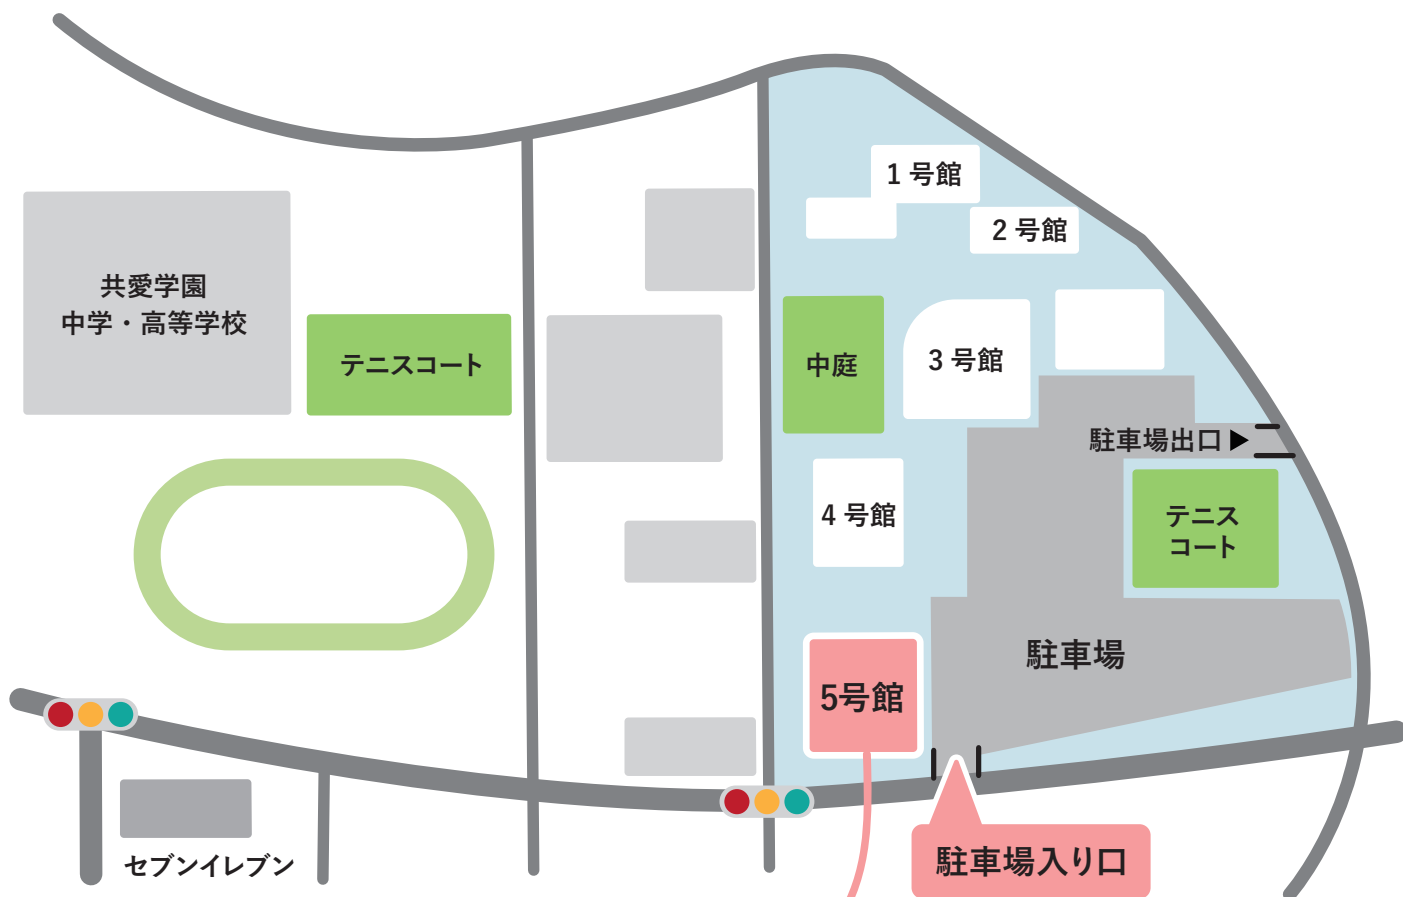 1 号館
2 号館
共愛学園
中学・高等学校
テニスコート
中庭
3 号館
駐車場出口 ▶
4 号館
テニス
コート
駐車場
5号館
セブンイレブン
駐車場入り口